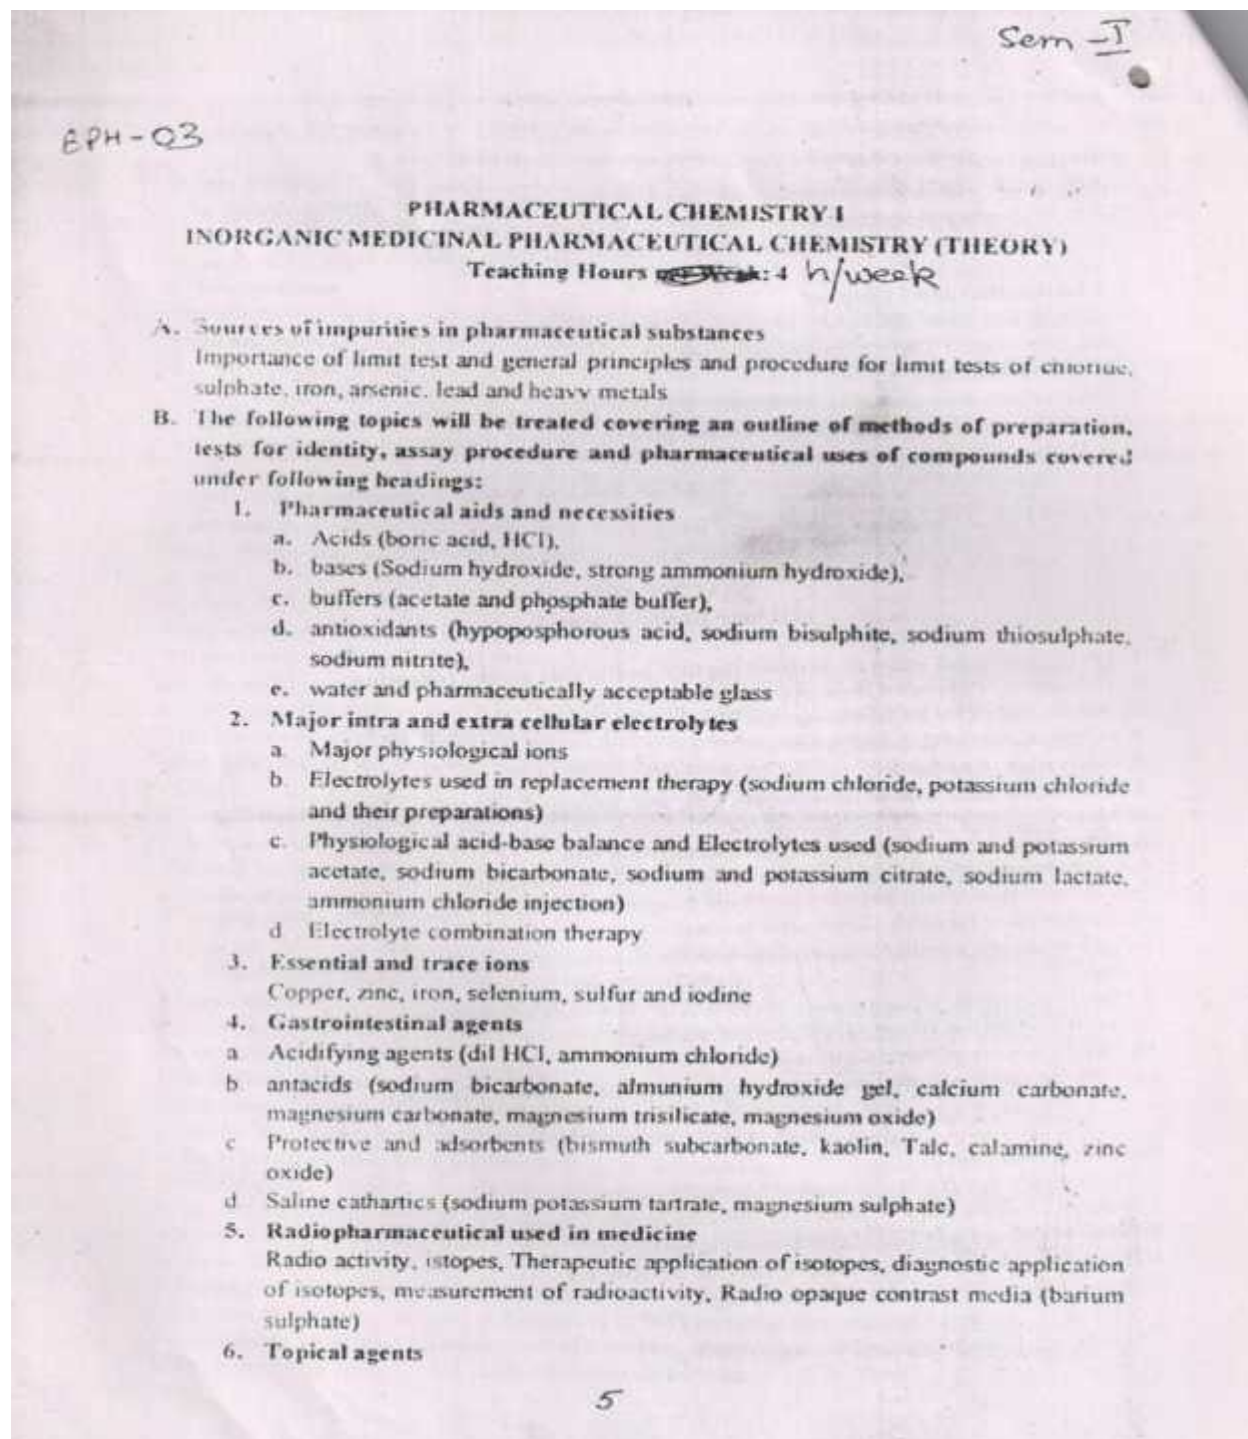 Sem - I
EPH-03
PHARMACEUTICAL CHEMISTRY I
INORGANIC MEDICINAL PHARMACEUTICAL CHEMISTRY (THEORY)
Teaching Hours per Week: 4 h/week
A. Sources of impurities in pharmaceutical substances
Importance of limit test and general principles and procedure for limit tests of chloride,
sulphate, iron, arsenic, lead and heavy metals
B. The following topics will be treated covering an outline of methods of preparation,
tests for identity, assay procedure and pharmaceutical uses of compounds covered
under following headings:
1. Pharmaceutical aids and necessities
a. Acids (boric acid, HCl),
b. bases (Sodium hydroxide, strong ammonium hydroxide),
c. buffers (acetate and phosphate buffer),
d. antioxidants (hypoposphorous acid, sodium bisulphite, sodium thiosulphate,
sodium nitrite),
e. water and pharmaceutically acceptable glass
2. Major intra and extra cellular electrolytes
a Major physiological ions
b. Electrolytes used in replacement therapy (sodium chloride, potassium chloride
and their preparations)
c. Physiological acid-base balance and Electrolytes used (sodium and potassium
acetate, sodium bicarbonate, sodium and potassium citrate, sodium lactate,
ammonium chloride injection)
d Electrolyte combination therapy
3. Essential and trace ions
Copper, zinc, iron, selenium, sulfur and iodine
4. Gastrointestinal agents
a Acidifying agents (dil HCl, ammonium chloride)
b. antacids (sodium bicarbonate, almunium hydroxide gel, calcium carbonate,
magnesium carbonate, magnesium trisilicate, magnesium oxide)
c Protective and adsorbents (bismuth subcarbonate, kaolin, Talc, calamine, zinc
oxide)
d Saline cathartics (sodium potassium tartrate, magnesium sulphate)
5. Radiopharmaceutical used in medicine
Radio activity, istopes, Therapeutic application of isotopes, diagnostic application
of isotopes, measurement of radioactivity, Radio opaque contrast media (barium
sulphate)
6. Topical agents
5